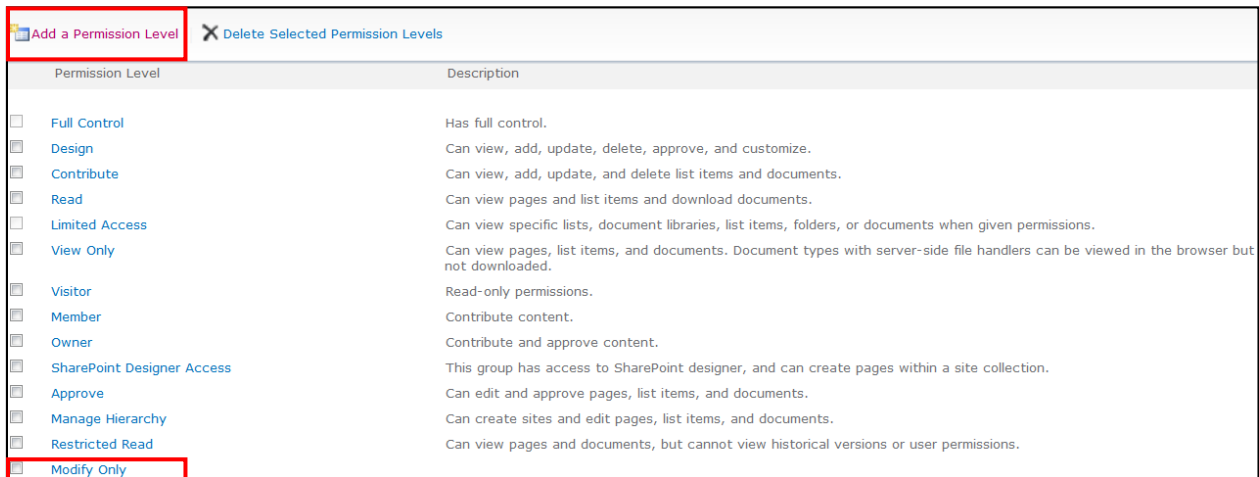 Add a Permission Level Delete Selected Permission Levels
Permission Level Description
Full Control Has full control.
Design Can view, add, update, delete, approve, and customize.
Contribute Can view, add, update, and delete list items and documents.
Read Can view pages and list items and download documents.
Limited Access Can view specific lists, document libraries, list items, folders, or documents when given permissions.
View Only Can view pages, list items, and documents. Document types with server-side file handlers can be viewed in the browser but
not downloaded.
Visitor Read-only permissions.
Member Contribute content.
Owner Contribute and approve content.
SharePoint Designer Access This group has access to SharePoint designer, and can create pages within a site collection.
Approve Can edit and approve pages, list items, and documents.
Manage Hierarchy Can create sites and edit pages, list items, and documents.
Restricted Read Can view pages and documents, but cannot view historical versions or user permissions.
Modify Only